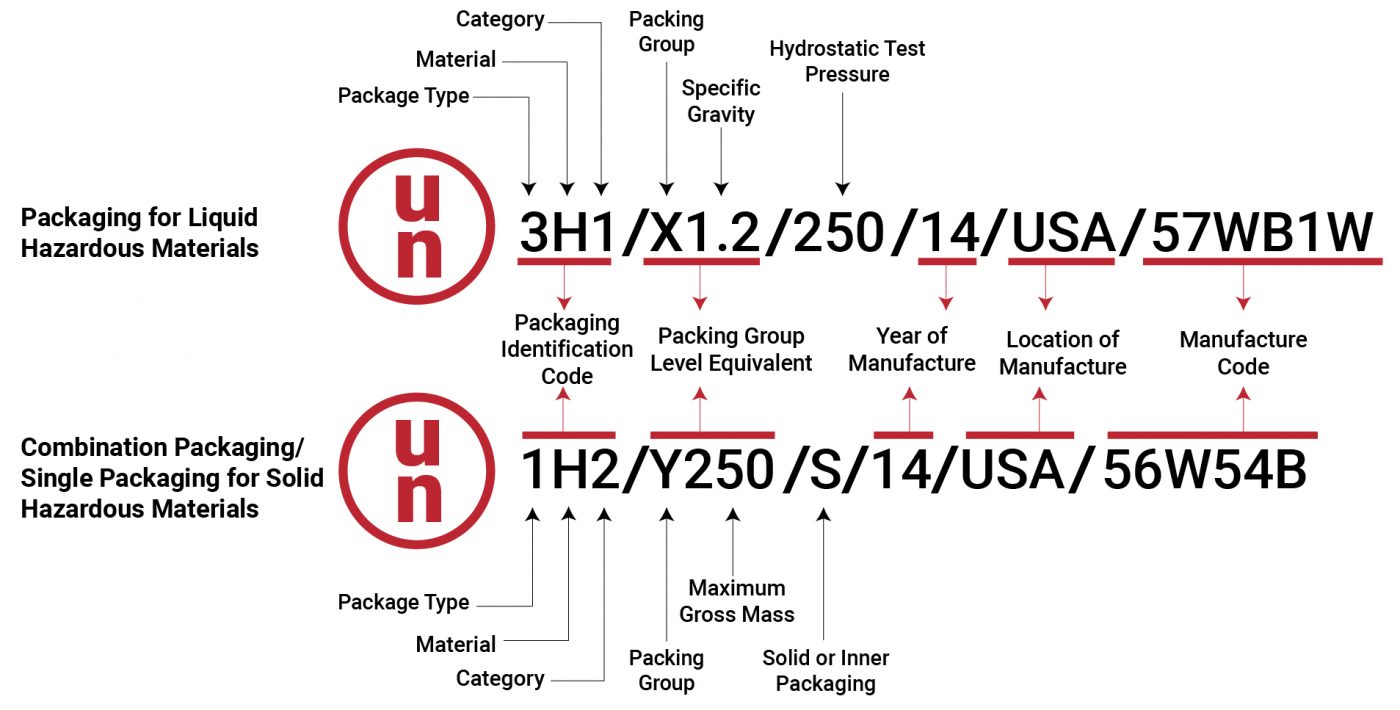 Category
Packing
Group
Hydrostatic Test
Pressure
Material
Specific
Gravity
Package Type
Packaging for Liquid
Hazardous Materials
un
3H1/X1.2/250/14/USA/57WB1W
Packaging
Identification
Code
Packing Group
Level Equivalent
Year of
Manufacture
Location of
Manufacture
Manufacture
Code
Combination Packaging/
Single Packaging for Solid
Hazardous Materials
un
1H2/Y250/S/14/USA/56W54B
Package Type
Material
Category
Packing
Group
Maximum
Gross Mass
Solid or Inner
Packaging